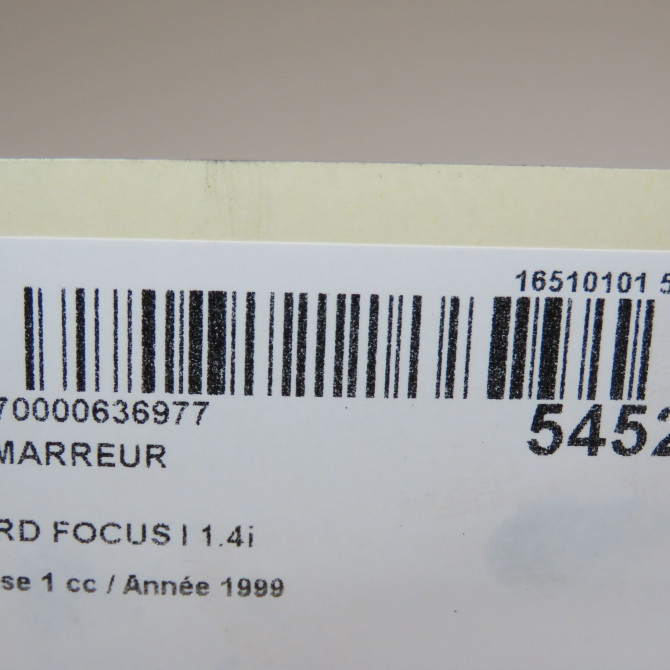 16510101 5
70000636977
5452
MARREUR
RD FOCUS I 1.4i
se 1 cc / Année 1999